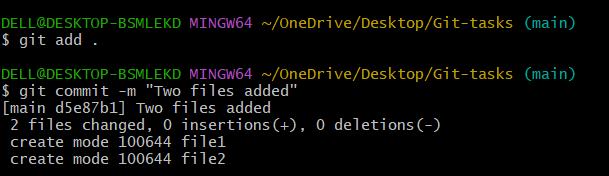 DELL@DESKTOP-BSMLEKD MINGW64 ~/OneDrive/Desktop/Git-tasks (main)
$ git add .
DELL@DESKTOP-BSMLEKD MINGW64 ~/OneDrive/Desktop/Git-tasks (main)
$ git commit -m "Two files added"
[main d5e87b1] Two files added
 2 files changed, 0 insertions(+), 0 deletions(-)
 create mode 100644 file1
 create mode 100644 file2